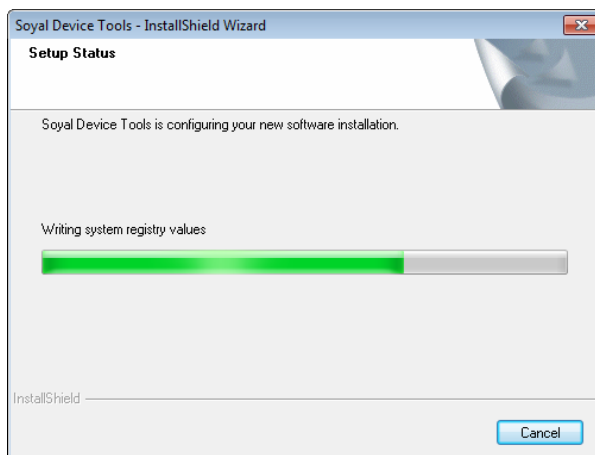 Soyal Device Tools - InstallShield Wizard
Setup Status
Soyal Device Tools is configuring your new software installation.
Writing system registry values
InstallShield
Cancel